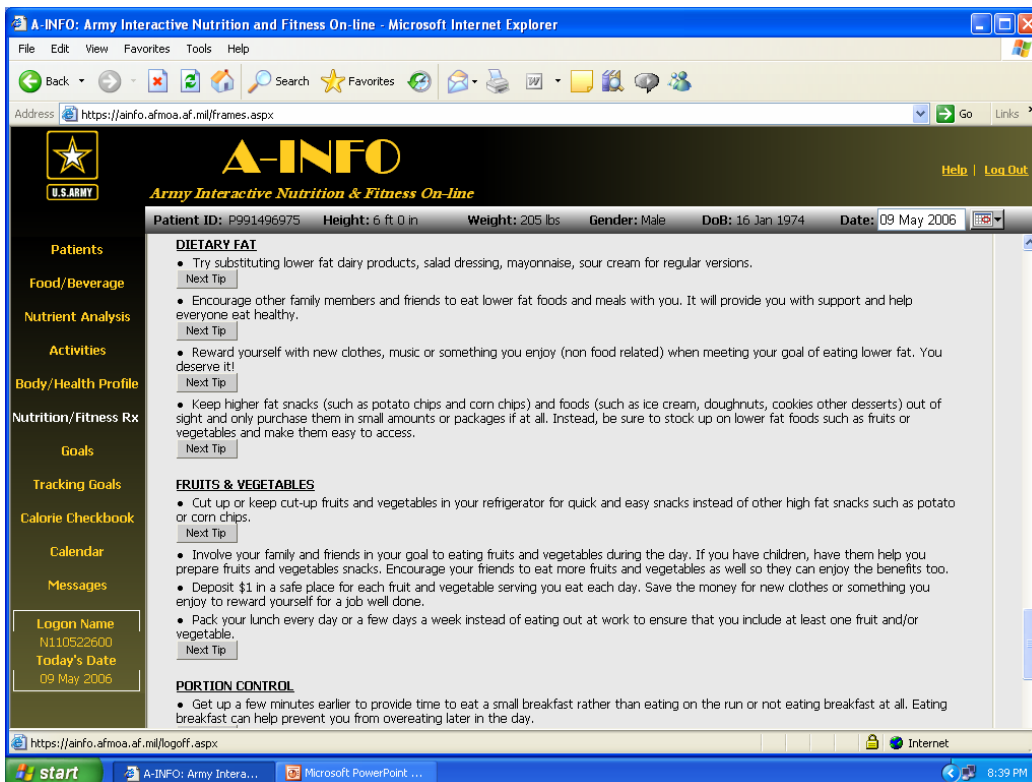 A-INFO: Army Interactive Nutrition and Fitness On-line - Microsoft Internet Explorer
File Edit View Favorites Tools Help
Back Search Favorites
Address https://ainfo.afmoa.af.mil/frames.aspx Go Links
U.S.ARMY
A-INFO
Army Interactive Nutrition & Fitness On-line
Help | Log Out
Patient ID: P991496975 Height: 6 ft 0 in Weight: 205 lbs Gender: Male DoB: 16 Jan 1974 Date: 09 May 2006
Patients
Food/Beverage
Nutrient Analysis
Activities
Body/Health Profile
Nutrition/Fitness Rx
Goals
Tracking Goals
Calorie Checkbook
Calendar
Messages
Logon Name
N110522600
Today's Date
09 May 2006
DIETARY FAT
● Try substituting lower fat dairy products, salad dressing, mayonnaise, sour cream for regular versions.
Next Tip
● Encourage other family members and friends to eat lower fat foods and meals with you. It will provide you with support and help
everyone eat healthy.
Next Tip
● Reward yourself with new clothes, music or something you enjoy (non food related) when meeting your goal of eating lower fat. You
deserve it!
Next Tip
● Keep higher fat snacks (such as potato chips and corn chips) and foods (such as ice cream, doughnuts, cookies other desserts) out of
sight and only purchase them in small amounts or packages if at all. Instead, be sure to stock up on lower fat foods such as fruits or
vegetables and make them easy to access.
Next Tip
FRUITS & VEGETABLES
● Cut up or keep cut-up fruits and vegetables in your refrigerator for quick and easy snacks instead of other high fat snacks such as potato
or corn chips.
Next Tip
● Involve your family and friends in your goal to eating fruits and vegetables during the day. If you have children, have them help you
prepare fruits and vegetables snacks. Encourage your friends to eat more fruits and vegetables as well so they can enjoy the benefits too.
● Deposit $1 in a safe place for each fruit and vegetable serving you eat each day. Save the money for new clothes or something you
enjoy to reward yourself for a job well done.
● Pack your lunch every day or a few days a week instead of eating out at work to ensure that you include at least one fruit and/or
vegetable.
Next Tip
PORTION CONTROL
● Get up a few minutes earlier to provide time to eat a small breakfast rather than eating on the run or not eating breakfast at all. Eating
breakfast can help prevent you from overeating later in the day.
https://ainfo.afmoa.af.mil/logoff.aspx Internet
start A-INFO: Army Intera... Microsoft PowerPoint ... 8:39 PM